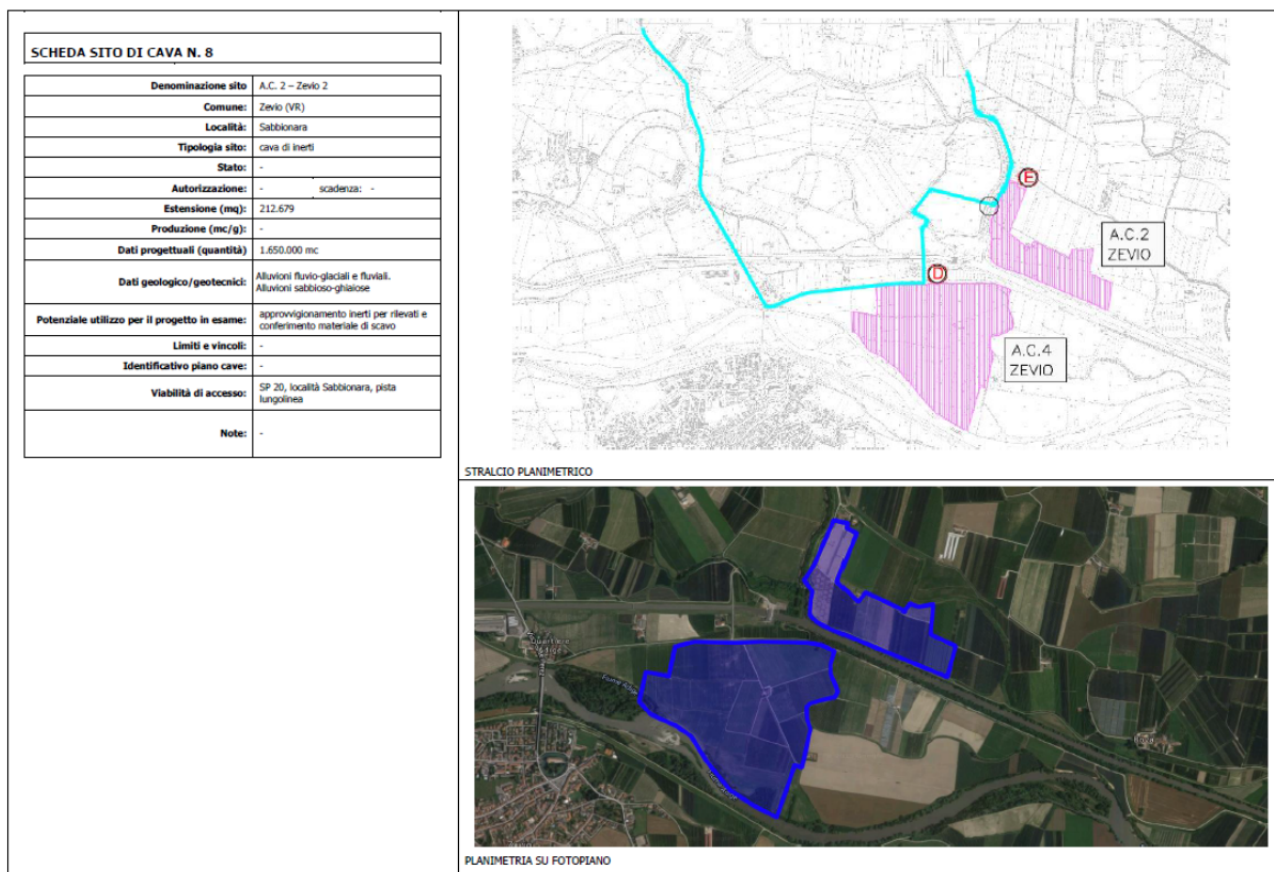 SCHEDA SITO DI CAVA N. 8
Denominazione sito A.C. 2 – Zevio 2
Comune: Zevio (VR)
Località: Sabbionara
Tipologia sito: cava di inerti
Stato: -
Autorizzazione: - scadenza: -
Estensione (mq): 212.679
Produzione (mc/g): -
Dati progettuali (quantità) 1.650.000 mc
Dati geologico/geotecnici: Alluvioni fluvio-glaciali e fluviali.
Alluvioni sabbioso-ghiaiose
Potenziale utilizzo per il progetto in esame: approvvigionamento inerti per rilevati e
conferimento materiale di scavo
Limiti e vincoli: -
Identificativo piano cave: -
Viabilità di accesso: SP 20, località Sabbionara, pista
lungolinea
Note: -
E
A.C.2
ZEVIO
D
A.C.4
ZEVIO
STRALCIO PLANIMETRICO
PLANIMETRIA SU FOTOPIANO